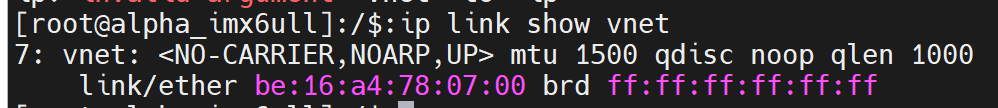 [root@alpha_imx6ull]:/$:ip link show vnet
7: vnet: <NO-CARRIER,NOARP,UP> mtu 1500 qdisc noop qlen 1000
    link/ether be:16:a4:78:07:00 brd ff:ff:ff:ff:ff:ff